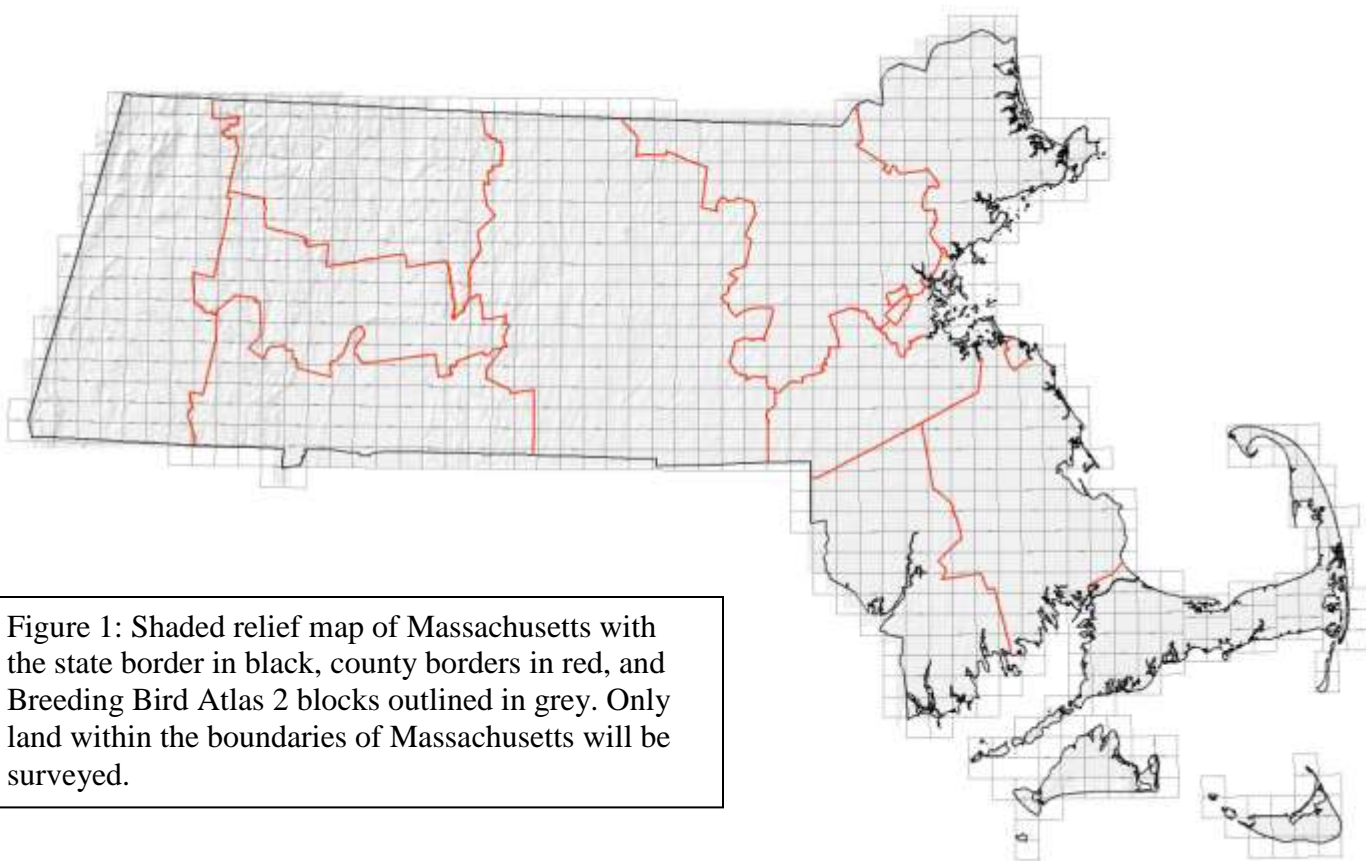 Figure 1: Shaded relief map of Massachusetts with
the state border in black, county borders in red, and
Breeding Bird Atlas 2 blocks outlined in grey. Only
land within the boundaries of Massachusetts will be
surveyed.